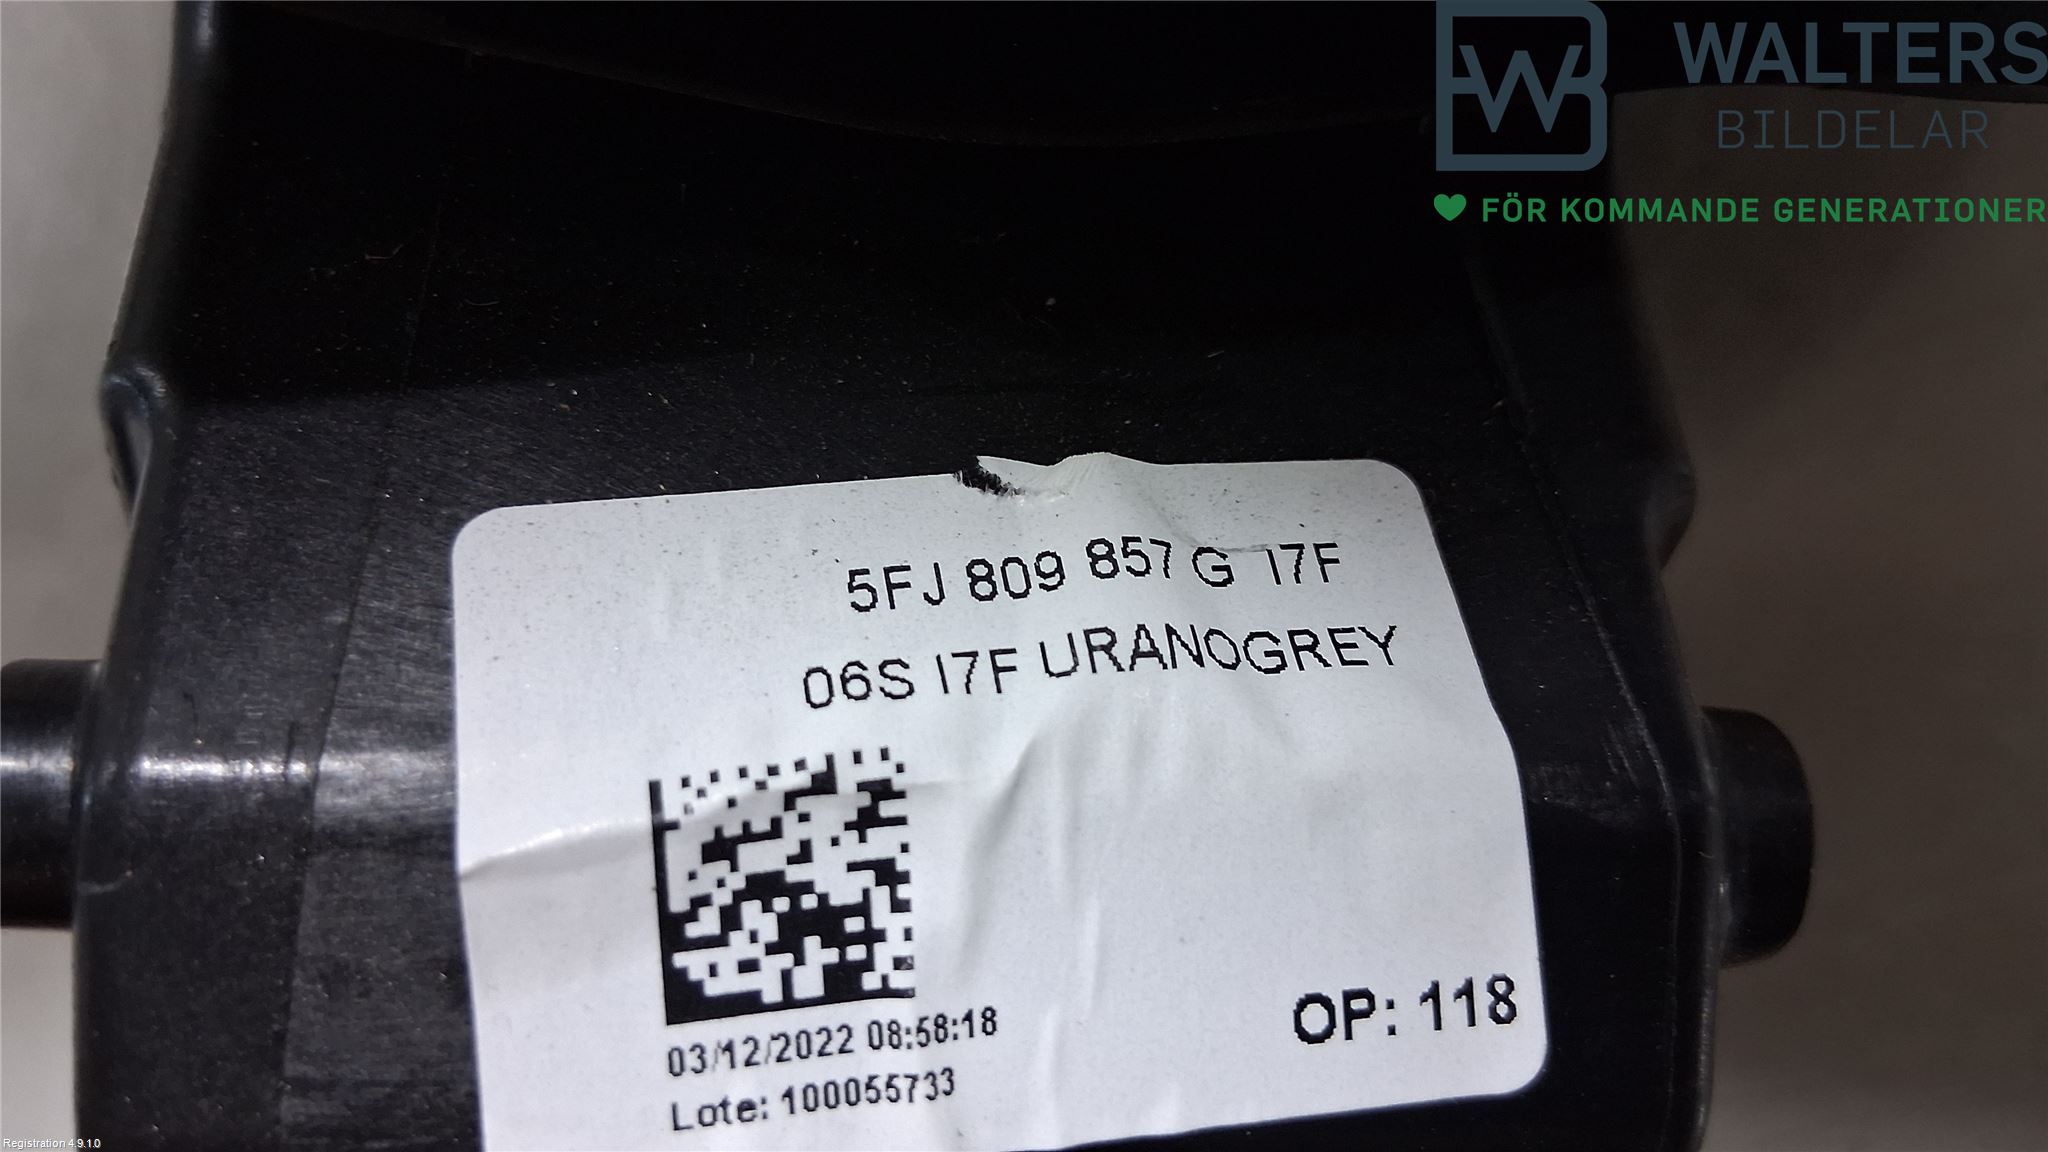 WALTERS
BILDELAR
FÖR KOMMANDE GENERATIONER
5FJ 809 857 G I7F
06S I7F URANOGREY
03/12/2022 08:58:18
Lote: 100055733
OP: 118
Registration 4.9.1.0